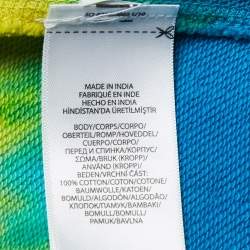 MADE IN INDIA
FABRIQUÉ EN INDE
HECHO EN INDIA
HİNDİSTAN'DA ÜRETİLMİŞTİR
BODY/CORPS/CORPO/
OBERTEIL/ROMP/HOVEDDEL/
CUERPO/CORPO/
ПЕРЕД И СПИНКА/KORPUS/
ΣΩΜΑ/BRUK (KROPP)/
ANVÄND (KROPP)/
BEDEN/VRCHNÍ ČÁST:
100% COTTON/COTON/COTONE/
BAUMWOLLE/KATOEN/
BOMULD/ALGODÓN/ALGODÃO/
ХЛОПОК/ПАМУК/ΒΑΜΒΑΚΙ/
BOMULL/BOMULL/
PAMUK/BAVLNA